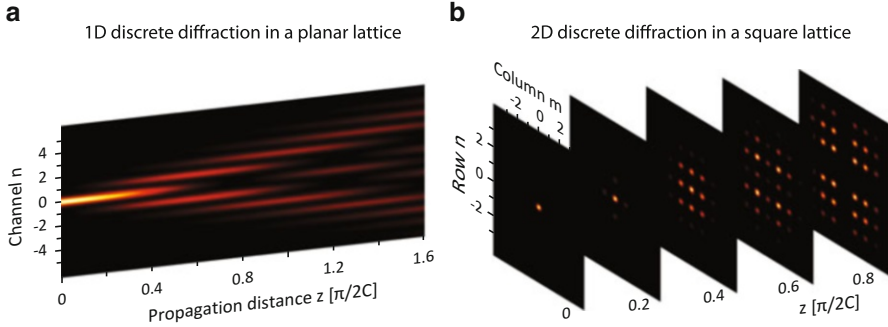 a
1D discrete diffraction in a planar lattice
Channel n
4
2
0
-2
-4
0
0.4
0.8
1.2
1.6
Propagation distance z [π/2C]
b
2D discrete diffraction in a square lattice
Column m
-2
0
2
Row n
2
0
-2
0
0.2
0.4
0.6
0.8
z [π/2C]